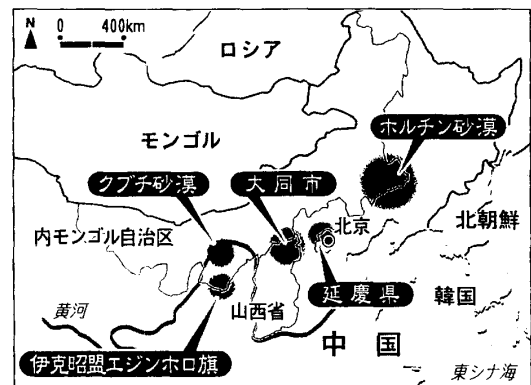 N
0 400km
ロシア
ホルチン砂漠
モンゴル
クブチ砂漠
大同市
北京
北朝鮮
内モンゴル自治区
延慶県
韓国
山西省
黄河
中国
伊克昭盟エジンホロ旗
東シナ海